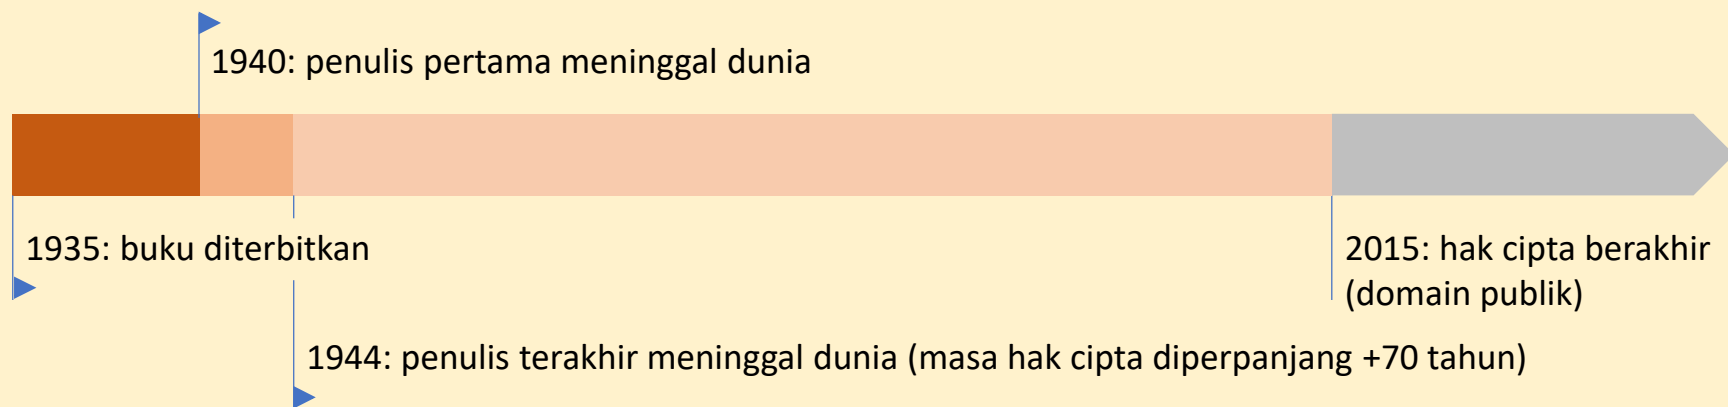 1940: penulis pertama meninggal dunia
1935: buku diterbitkan
2015: hak cipta berakhir
(domain publik)
1944: penulis terakhir meninggal dunia (masa hak cipta diperpanjang +70 tahun)